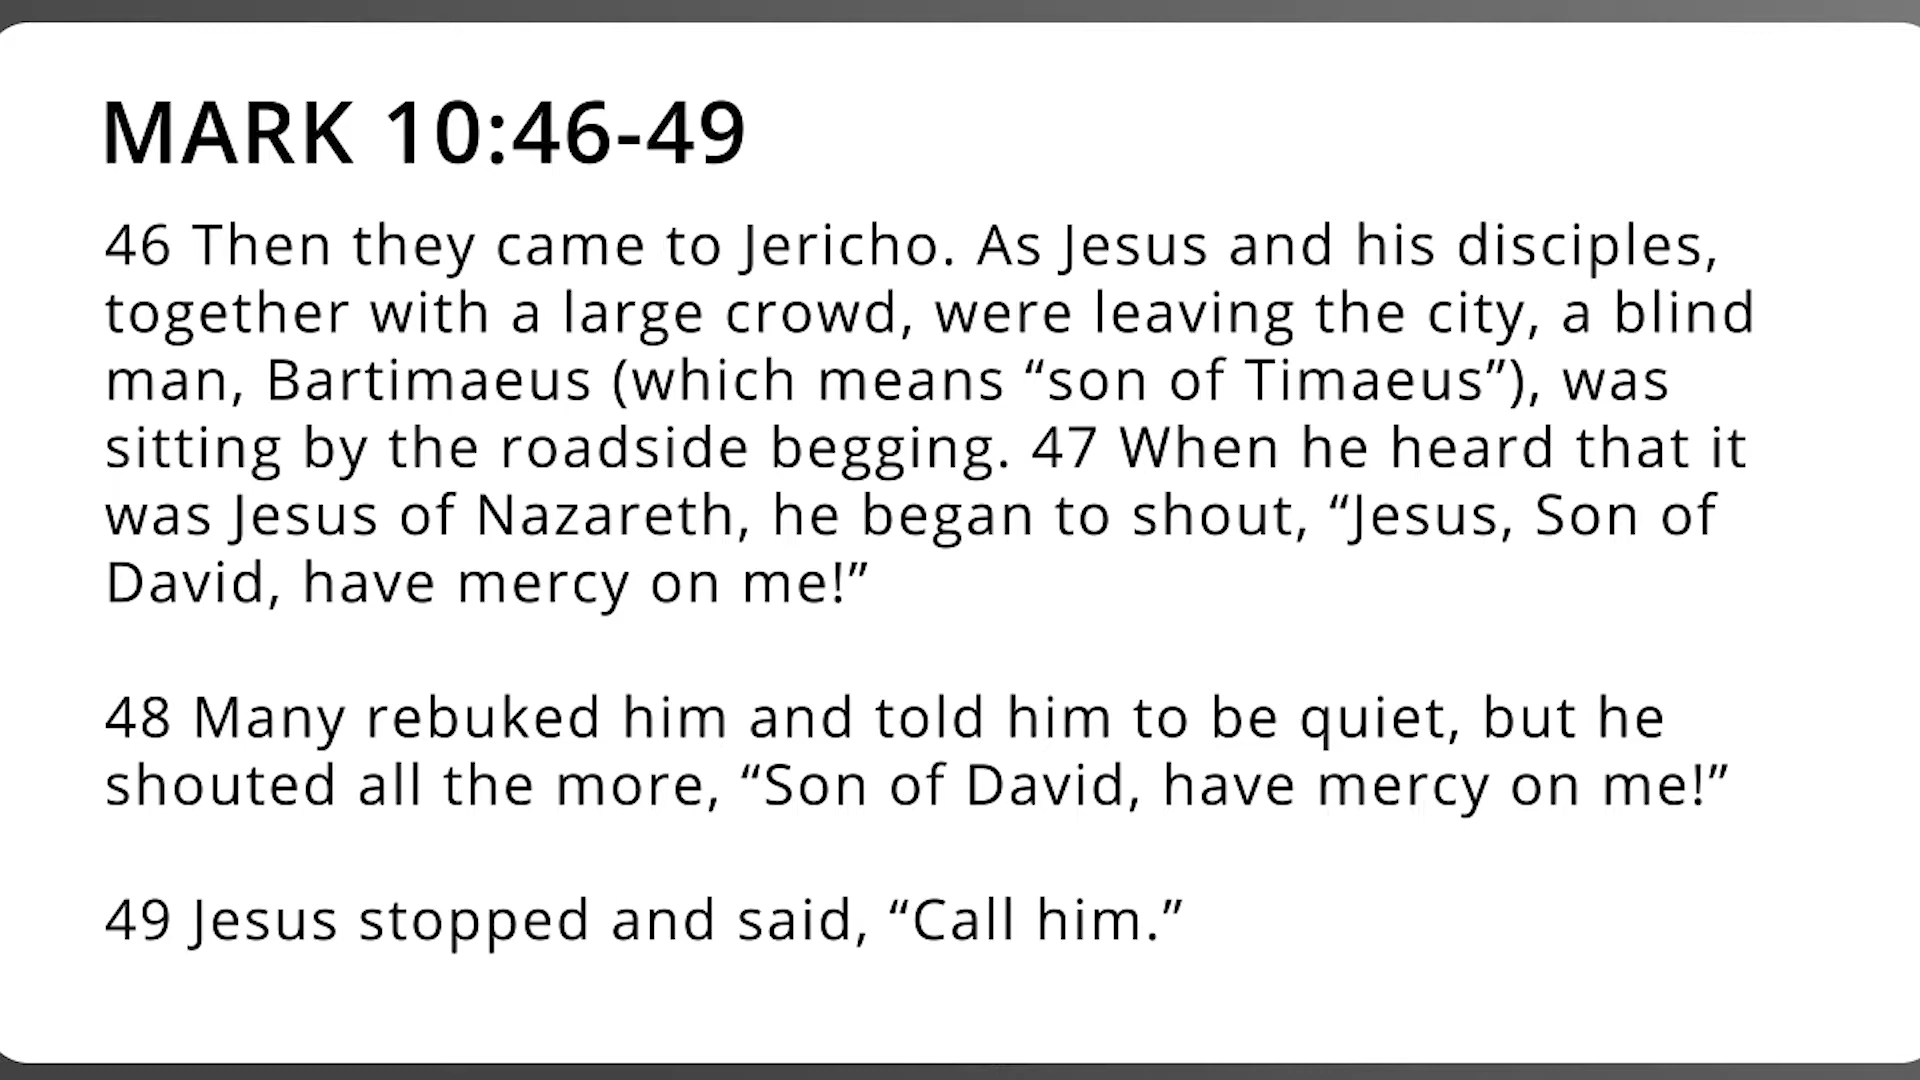 MARK 10:46-49
46 Then they came to Jericho. As Jesus and his disciples,
together with a large crowd, were leaving the city, a blind
man, Bartimaeus (which means “son of Timaeus”), was
sitting by the roadside begging. 47 When he heard that it
was Jesus of Nazareth, he began to shout, “Jesus, Son of
David, have mercy on me!”
48 Many rebuked him and told him to be quiet, but he
shouted all the more, “Son of David, have mercy on me!”
49 Jesus stopped and said, “Call him.”